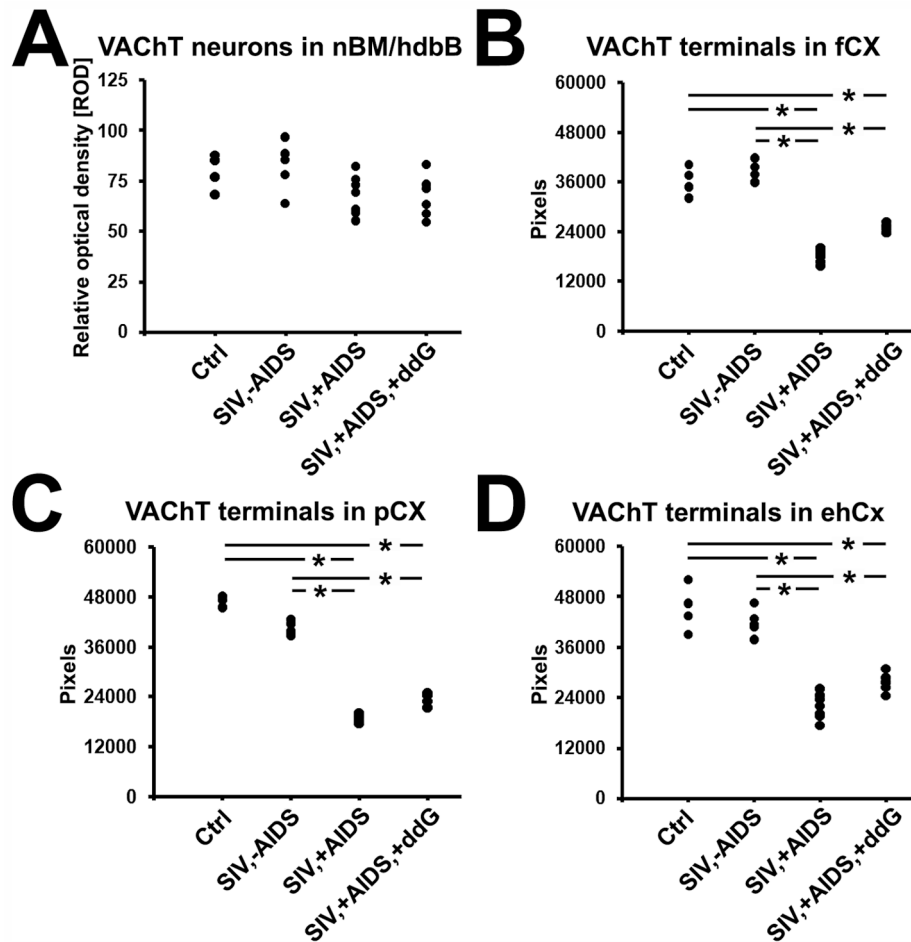 A
VAChT neurons in nBM/hdbB
Relative optical density [ROD]
125
100
75
50
25
0
Ctrl
SIV,-AIDS
SIV,+AIDS
SIV,+AIDS,+ddG
B
VAChT terminals in fCX
Pixels
60000
48000
36000
24000
12000
0
* 
*
*
*
Ctrl
SIV,-AIDS
SIV,+AIDS
SIV,+AIDS,+ddG
C
VAChT terminals in pCX
Pixels
60000
48000
36000
24000
12000
0
*
*
*
*
Ctrl
SIV,-AIDS
SIV,+AIDS
SIV,+AIDS,+ddG
D
VAChT terminals in ehCx
Pixels
60000
48000
36000
24000
12000
0
*
*
*
*
Ctrl
SIV,-AIDS
SIV,+AIDS
SIV,+AIDS,+ddG